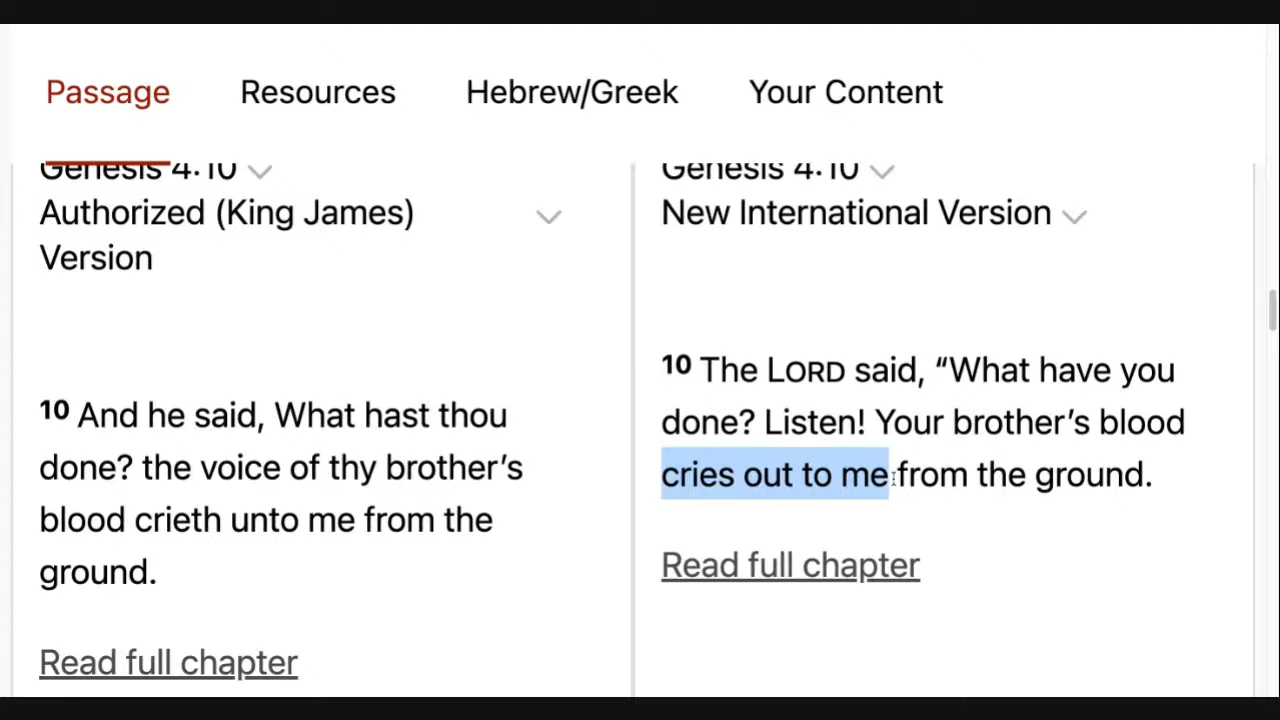 Passage Resources Hebrew/Greek Your Content
Genesis 4:10
Authorized (King James)
Version
10 And he said, What hast thou
done? the voice of thy brother’s
blood crieth unto me from the
ground.
Read full chapter
Genesis 4:10
New International Version
10 The LORD said, “What have you
done? Listen! Your brother’s blood
cries out to me from the ground.
Read full chapter